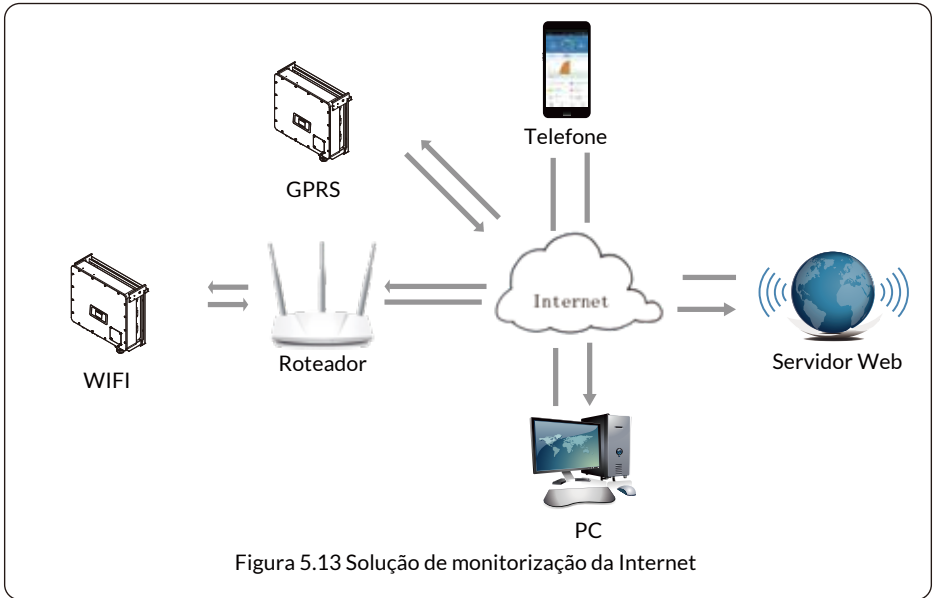 Telefone
GPRS
Internet
Roteador
Servidor Web
WIFI
PC
Figura 5.13 Solução de monitorização da Internet